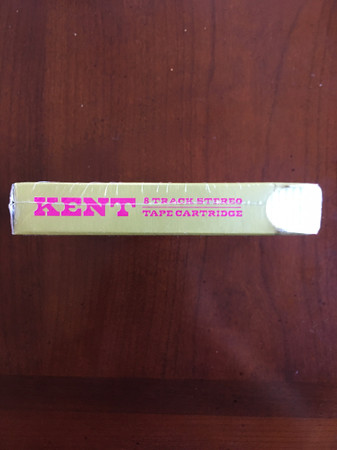 KENT
8 TRACK STEREO
TAPE CARTRIDGE